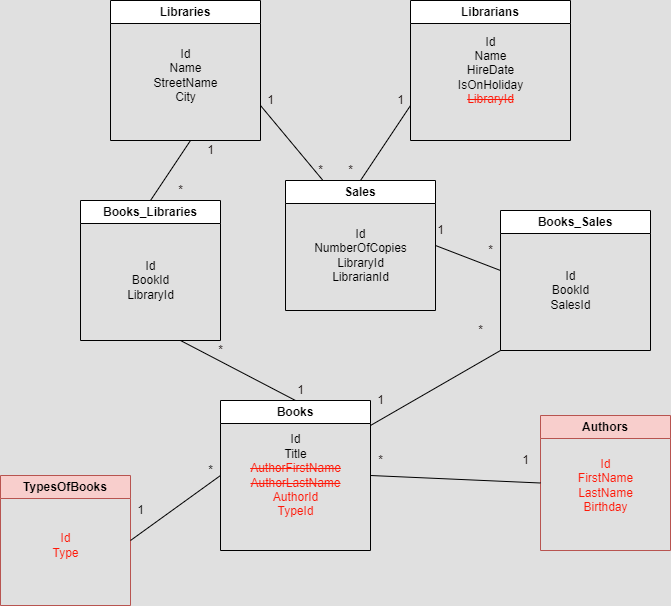 Libraries
Id
Name
StreetName
City
Librarians
Id
Name
HireDate
IsOnHoliday
LibraryId
1
1
1
*
*
*
Sales
Id
NumberOfCopies
LibraryId
LibrarianId
Books_Libraries
Id
BookId
LibraryId
Books_Sales
Id
BookId
SalesId
1
*
*
*
1
1
Books
Id
Title
AuthorFirstName
AuthorLastName
AuthorId
TypeId
Authors
Id
FirstName
LastName
Birthday
*
1
*
1
TypesOfBooks
Id
Type